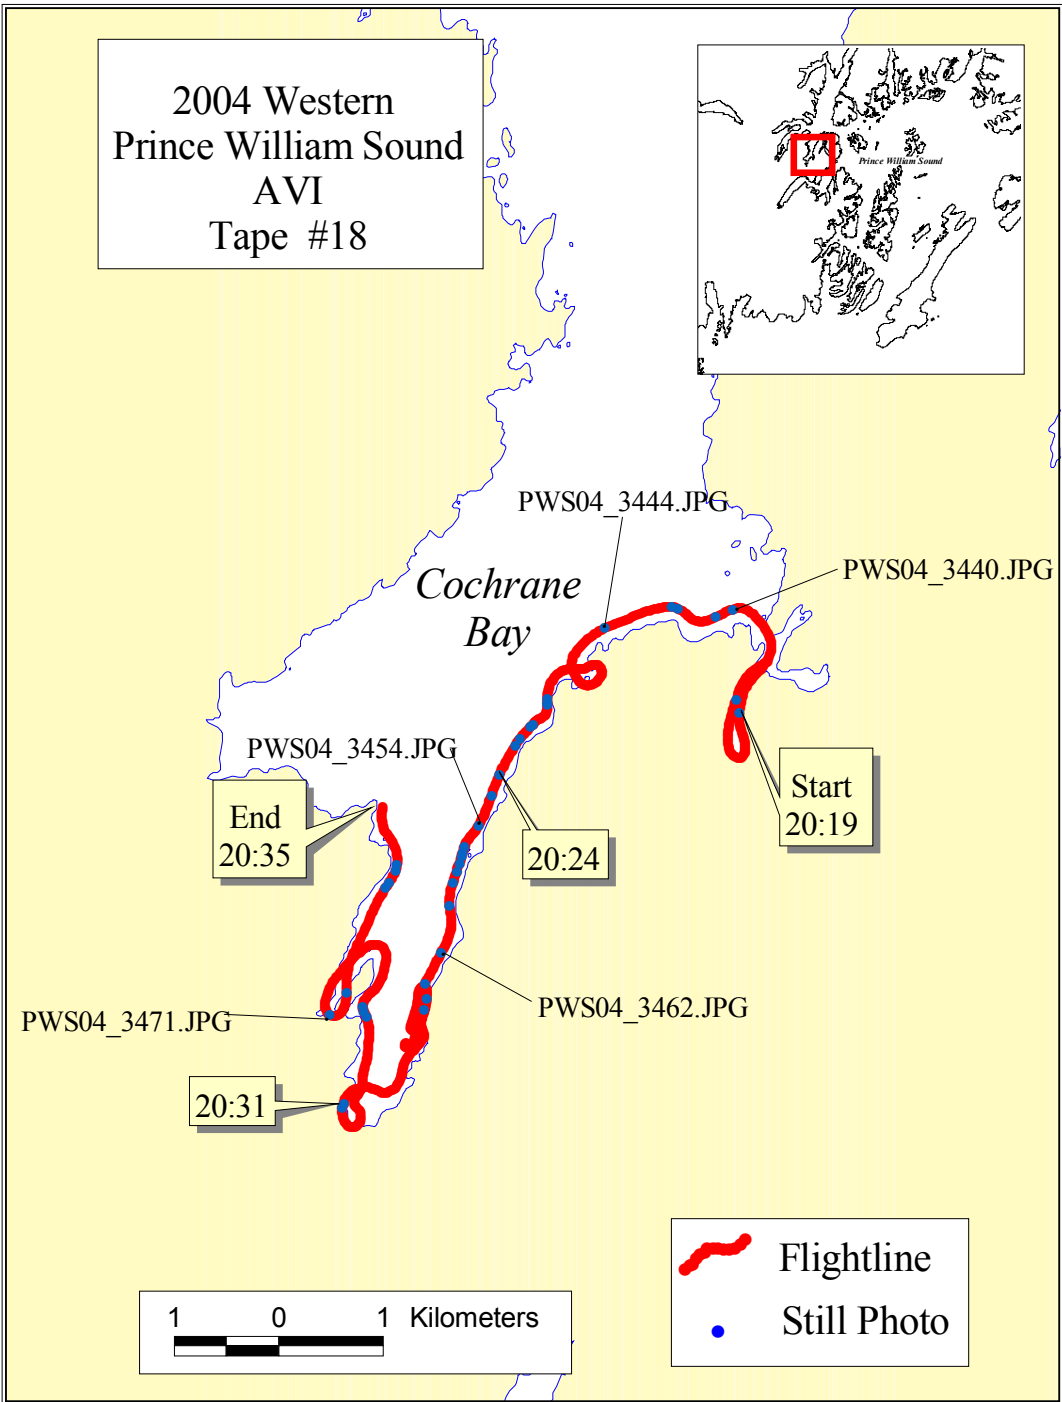 2004 Western
Prince William Sound
AVI
Tape #18
Prince William Sound
PWS04_3444.JPG
PWS04_3440.JPG
Cochrane
Bay
PWS04_3454.JPG
Start
20:19
End
20:35
20:24
PWS04_3462.JPG
PWS04_3471.JPG
20:31
Flightline
Still Photo
1 0 1 Kilometers